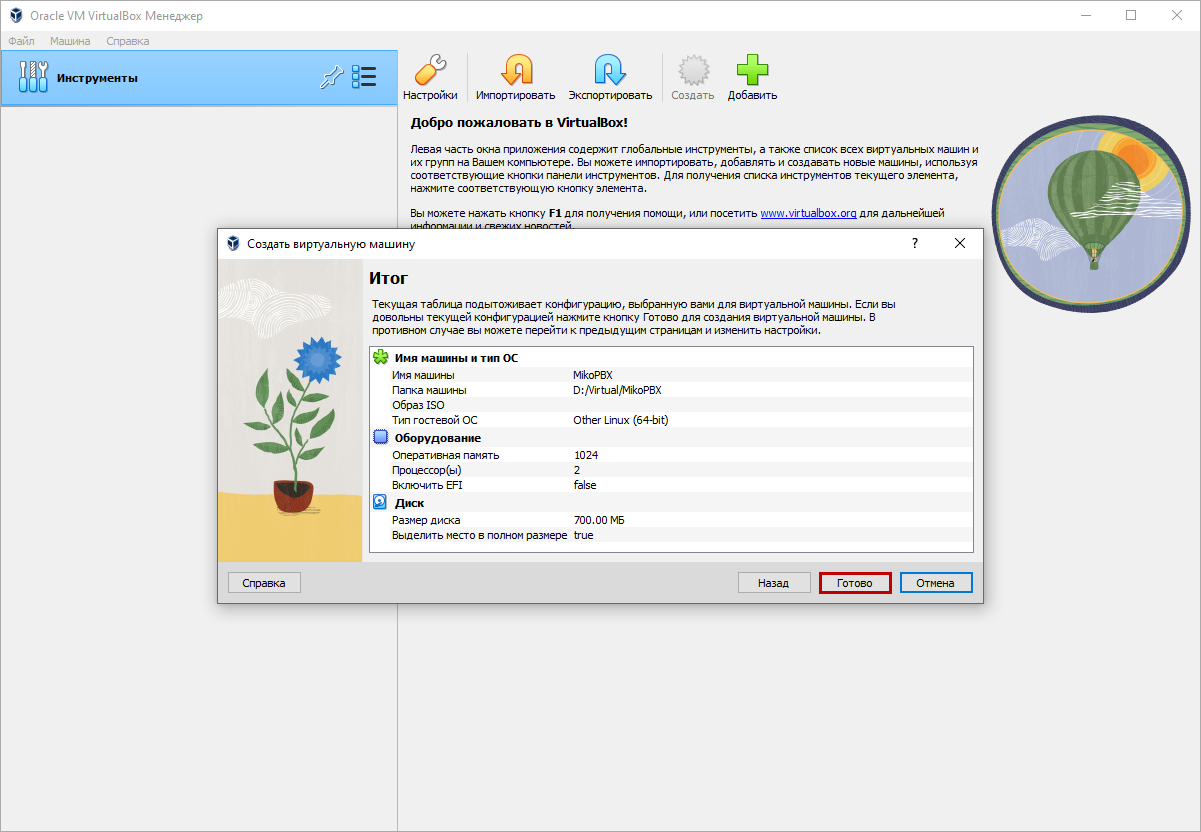 Oracle VM VirtualBox Менеджер
Файл Машина Справка
Инструменты
Настройки Импортировать Экспортировать Создать Добавить
Добро пожаловать в VirtualBox!
Левая часть окна приложения содержит глобальные инструменты, а также список всех виртуальных машин и
их групп на Вашем компьютере. Вы можете импортировать, добавлять и создавать новые машины, используя
соответствующие кнопки панели инструментов. Для получения списка инструментов текущего элемента,
нажмите соответствующую кнопку элемента.
Вы можете нажать кнопку F1 для получения помощи, или посетить www.virtualbox.org для дальнейшей
информации и свежих новостей.
Создать виртуальную машину
?
Итог
Текущая таблица подытоживает конфигурацию, выбранную вами для виртуальной машины. Если вы
довольны текущей конфигурацией нажмите кнопку Готово для создания виртуальной машины. В
противном случае вы можете перейти к предыдущим страницам и изменить настройки.
Имя машины и тип ОС
Имя машины MikoPBX
Папка машины D:/Virtual/MikoPBX
Образ ISO
Тип гостевой ОС Other Linux (64-bit)
Оборудование
Оперативная память 1024
Процессор(ы) 2
Включить EFI false
Диск
Размер диска 700.00 МБ
Выделить место в полном размере true
Справка Назад Готово Отмена